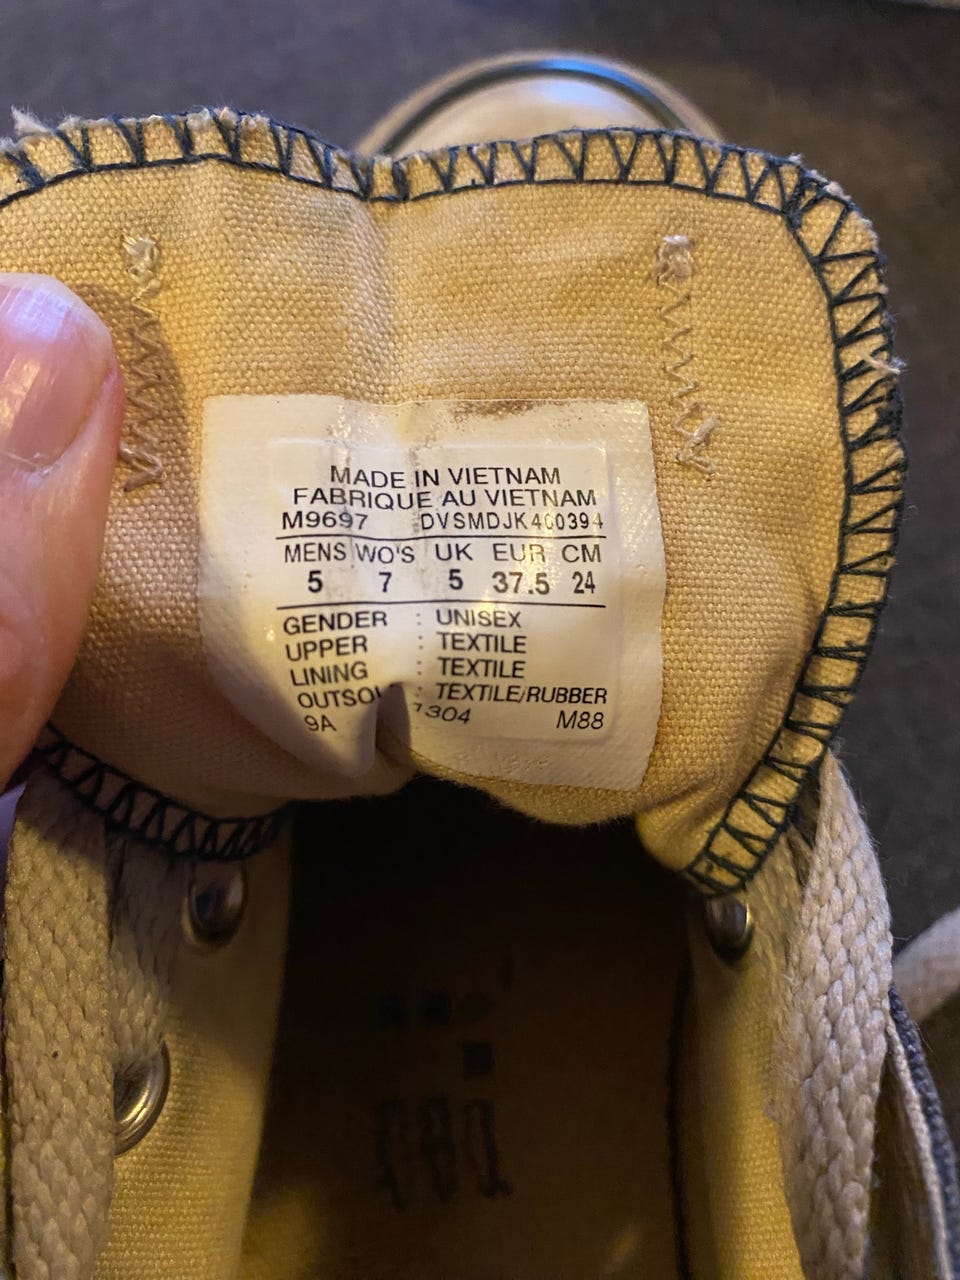 MADE IN VIETNAM
FABRIQUE AU VIETNAM
M9697 DVSMDJK400394
MENS WO'S UK EUR CM
5 7 5 37.5 24
GENDER : UNISEX
UPPER : TEXTILE
LINING : TEXTILE
: TEXTILE/RUBBER
9A 1304 M88